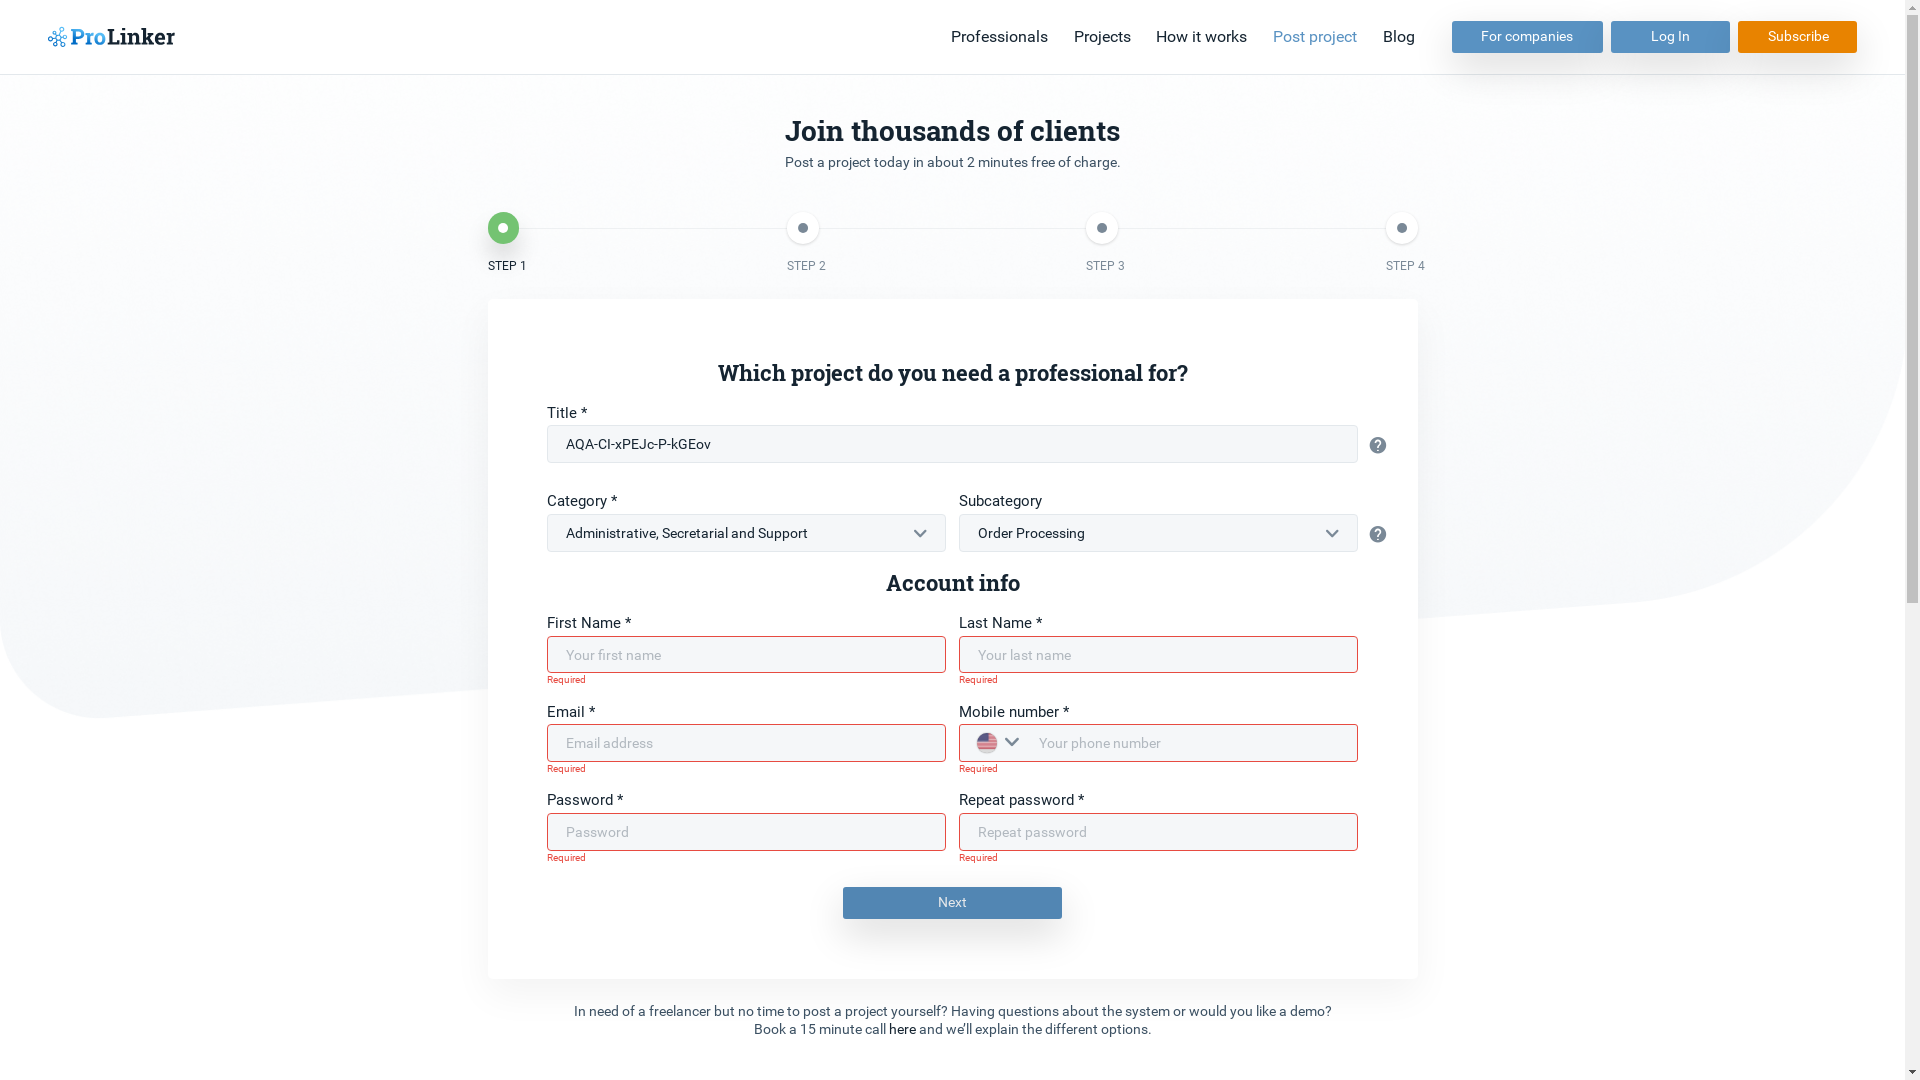 ProLinker
Professionals Projects How it works Post project Blog For companies Log In Subscribe
Join thousands of clients
Post a project today in about 2 minutes free of charge.
STEP 1 STEP 2 STEP 3 STEP 4
Which project do you need a professional for?
Title *
AQA-CI-xPEJc-P-kGEov
Category * Subcategory
Administrative, Secretarial and Support Order Processing
Account info
First Name * Last Name *
Your first name Your last name
Required Required
Email * Mobile number *
Email address Your phone number
Required Required
Password * Repeat password *
Password Repeat password
Required Required
Next
In need of a freelancer but no time to post a project yourself? Having questions about the system or would you like a demo?
Book a 15 minute call here and we’ll explain the different options.